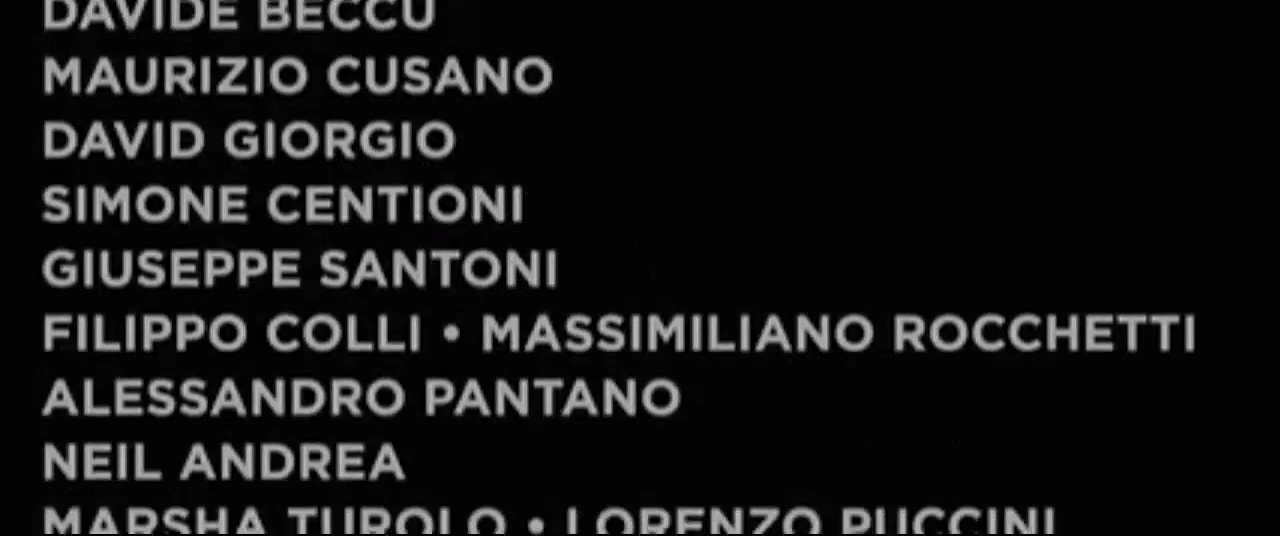 DAVIDE BECCU
MAURIZIO CUSANO
DAVID GIORGIO
SIMONE CENTIONI
GIUSEPPE SANTONI
FILIPPO COLLI • MASSIMILIANO ROCCHETTI
ALESSANDRO PANTANO
NEIL ANDREA
MARSHA TUROLO • LORENZO PUCCINI